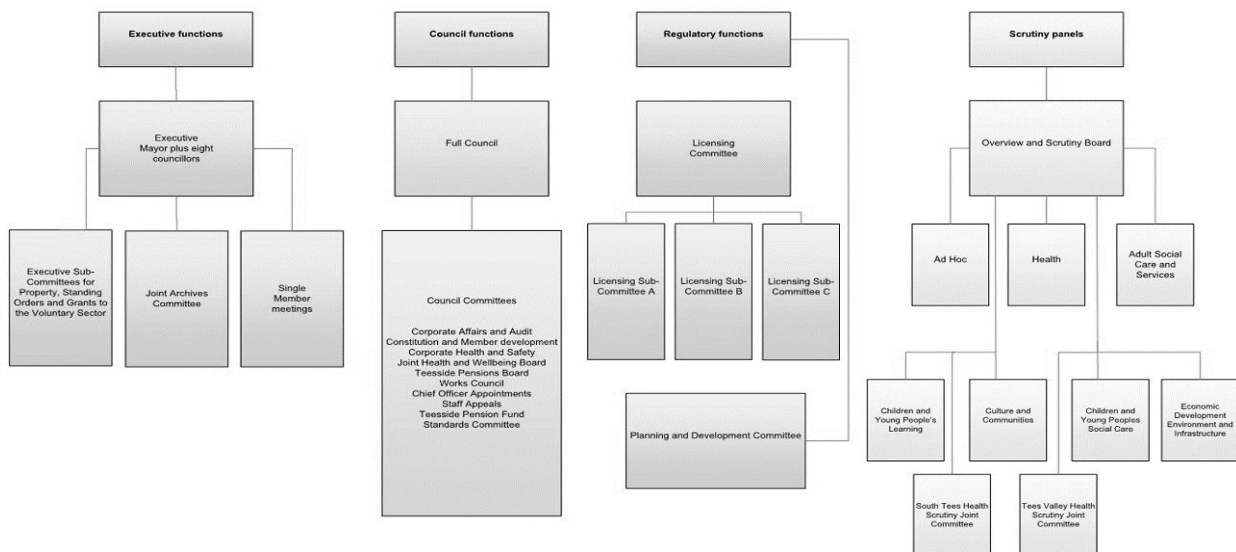 Executive functions
Executive
Mayor plus eight
councillors
Executive Sub-
Committees for
Property, Standing
Orders and Grants to
the Voluntary Sector
Joint Archives
Committee
Single
Member
meetings
Council functions
Full Council
Council Committees
Corporate Affairs and Audit
Constitution and Member development
Corporate Health and Safety
Joint Health and Wellbeing Board
Teesside Pensions Board
Works Council
Chief Officer Appointments
Staff Appeals
Teesside Pension Fund
Standards Committee
Regulatory functions
Licensing
Committee
Licensing Sub-
Committee A
Licensing Sub-
Committee B
Licensing Sub-
Committee C
Planning and Development Committee
Scrutiny panels
Overview and Scrutiny Board
Ad Hoc
Health
Adult Social
Care and
Services
Children and
Young People's
Learning
Culture and
Communities
Children and
Young Peoples
Social Care
Economic
Development
Environment and
Infrastructure
South Tees Health
Scrutiny Joint
Committee
Tees Valley Health
Scrutiny Joint
Committee